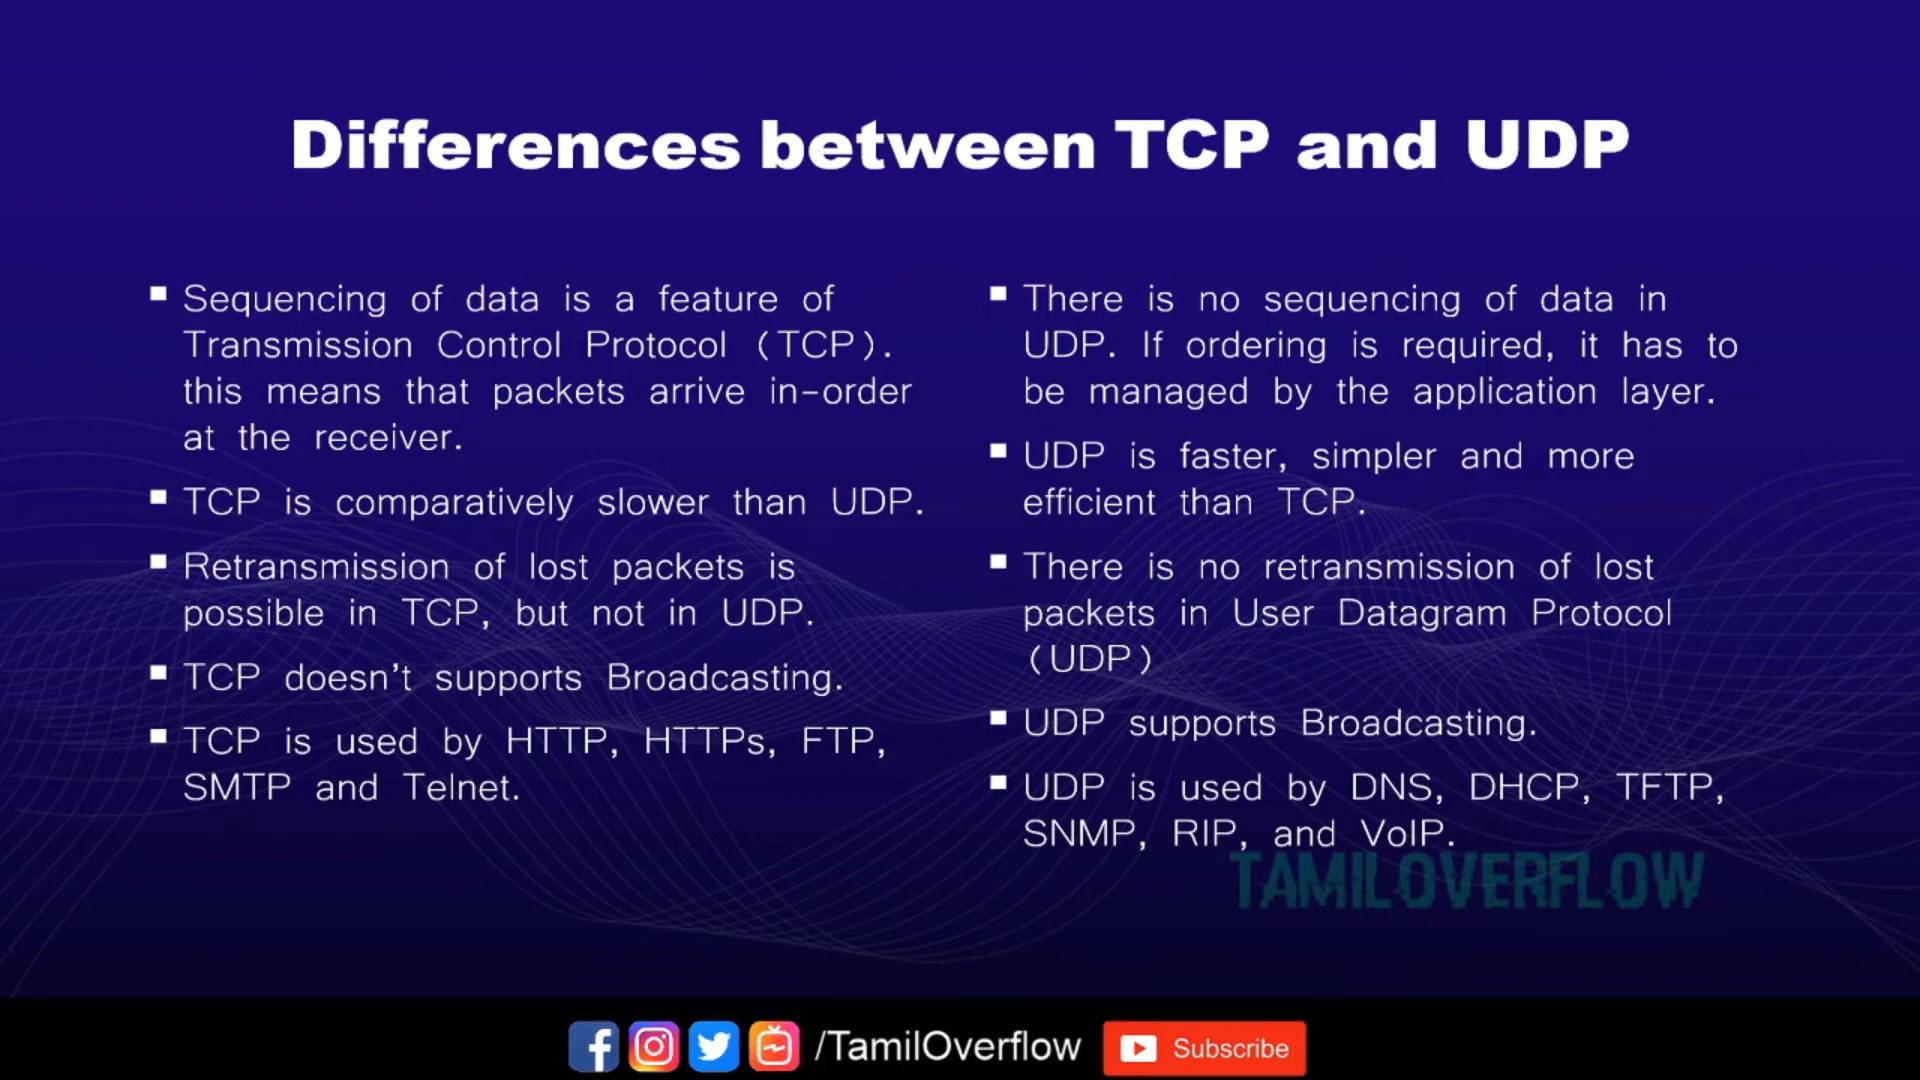 Differences between TCP and UDP
▪ Sequencing of data is a feature of
Transmission Control Protocol (TCP).
this means that packets arrive in-order
at the receiver.
▪ TCP is comparatively slower than UDP.
▪ Retransmission of lost packets is
possible in TCP, but not in UDP.
▪ TCP doesn't supports Broadcasting.
▪ TCP is used by HTTP, HTTPs, FTP,
SMTP and Telnet.
▪ There is no sequencing of data in
UDP. If ordering is required, it has to
be managed by the application layer.
▪ UDP is faster, simpler and more
efficient than TCP.
▪ There is no retransmission of lost
packets in User Datagram Protocol
(UDP)
▪ UDP supports Broadcasting.
▪ UDP is used by DNS, DHCP, TFTP,
SNMP, RIP, and VoIP.
TAMILOVERFLOW
/TamilOverflow
Subscribe